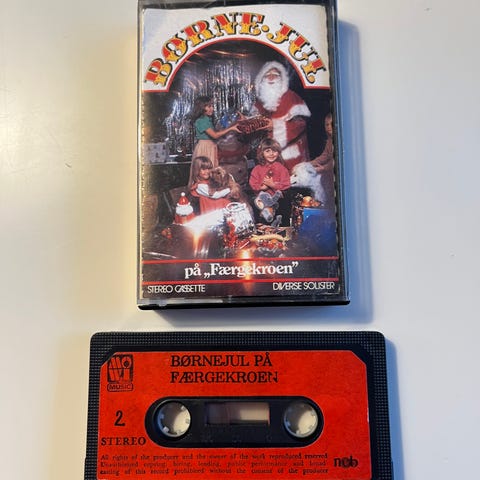 BØRNE·JUL
på „Færgekroen"
STEREO CASSETTE
DIVERSE SOLISTER
MUSIC
BØRNEJUL PÅ
FÆRGEKROEN
2
STEREO
All rights of the producer and the owner of the work reproduced reserved
Unauthorized copying, hiring, lending, public performance and broad-
casting of this record prohibited without the consent of the producer
ncb